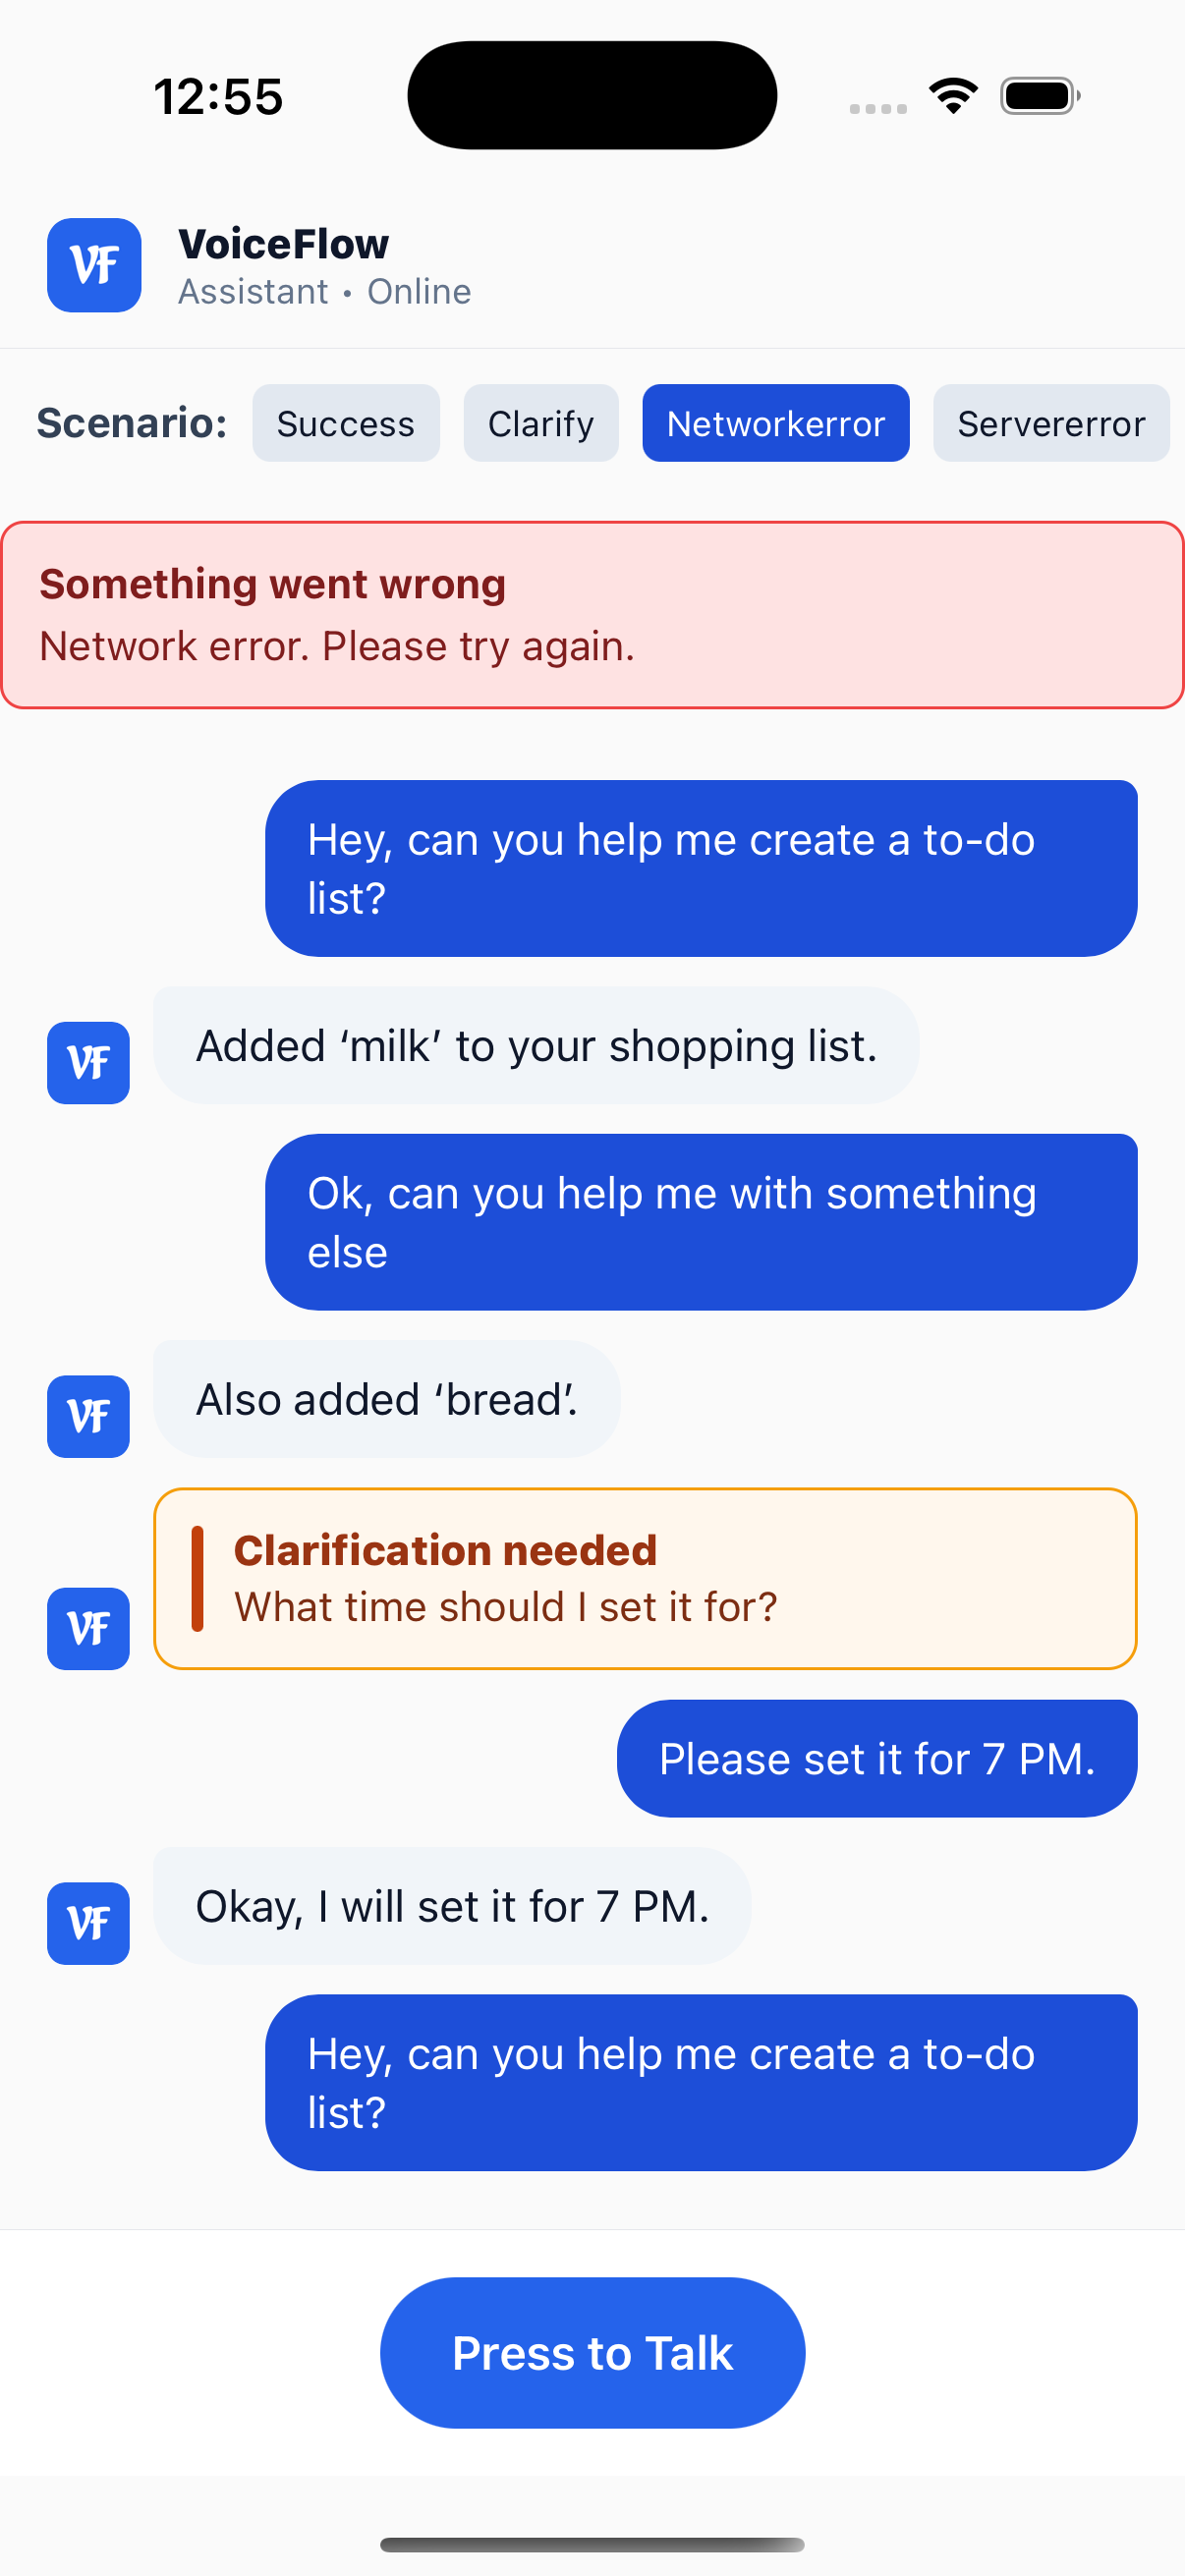 12:55
VF
VoiceFlow
Assistant • Online
Scenario:
Success
Clarify
Networkerror
Servererror
Something went wrong
Network error. Please try again.
Hey, can you help me create a to-do
list?
VF
Added ‘milk’ to your shopping list.
Ok, can you help me with something
else
VF
Also added ‘bread’.
VF
Clarification needed
What time should I set it for?
Please set it for 7 PM.
VF
Okay, I will set it for 7 PM.
Hey, can you help me create a to-do
list?
Press to Talk